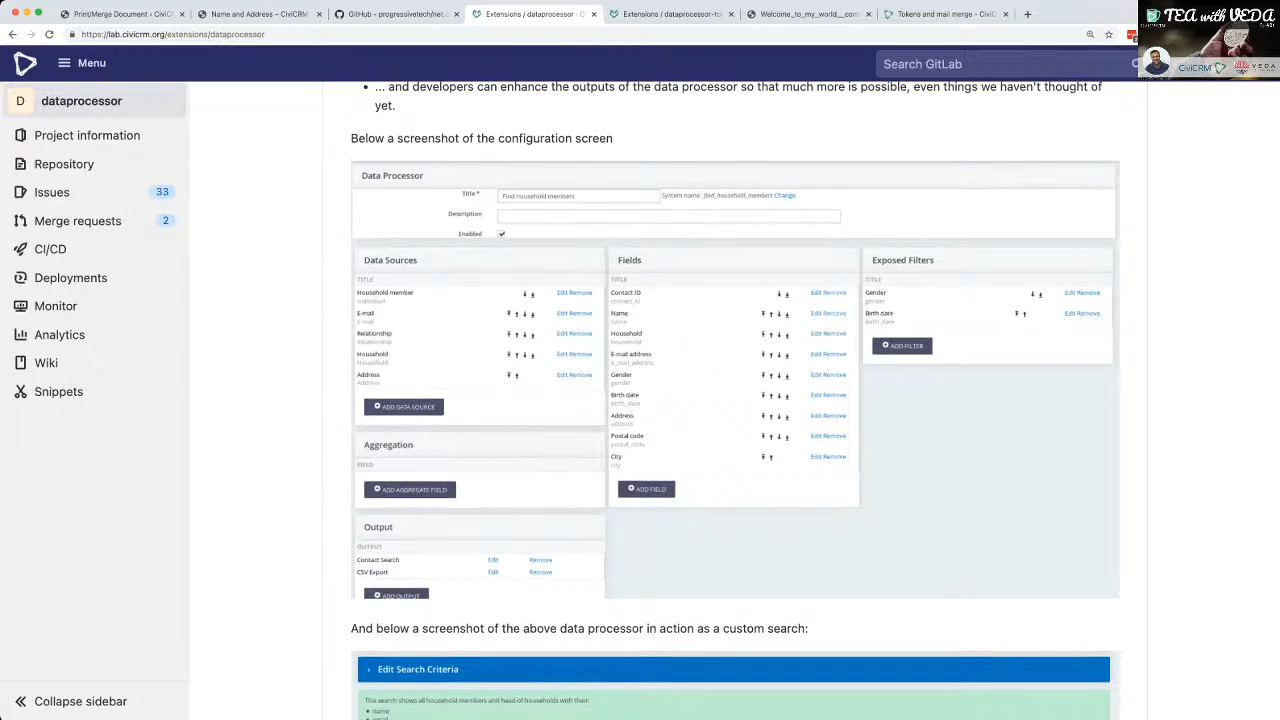 Print/Merge Document / CiviC
Name and Address – CiviCRM
GitHub - progressivetech/net.c
Extensions / dataprocessor · G
Extensions / dataprocessor-to
Welcome_to_my_world__con
Tokens and mail merge – CiviC
TEA with VEDA
https://lab.civicrm.org/extensions/dataprocessor
Menu
Search GitLab
CiviCRM
VEDA
D dataprocessor
Project information
Repository
Issues 33
Merge requests 2
CI/CD
Deployments
Monitor
Analytics
Wiki
Snippets
Collapse sidebar
... and developers can enhance the outputs of the data processor so that much more is possible, even things we haven't thought of
yet.
Below a screenshot of the configuration screen
Data Processor
Title * Find household members System name: find_household_members Change
Description
Enabled
Data Sources
TITLE
Household member Edit Remove
Individual
E-mail Edit Remove
E-mail
Relationship Edit Remove
Relationship
Household Edit Remove
Household
Address Edit Remove
Address
ADD DATA SOURCE
Aggregation
FIELD
ADD AGGREGATE FIELD
Output
OUTPUT
Contact Search Edit Remove
CSV Export Edit Remove
ADD OUTPUT
Fields
TITLE
Contact ID Edit Remove
contact_id
Name Edit Remove
name
Household Edit Remove
household
E-mail address Edit Remove
e_mail_address
Gender Edit Remove
gender
Birth date Edit Remove
birth_date
Address Edit Remove
address
Postal code Edit Remove
postal_code
City Edit Remove
city
ADD FIELD
Exposed Filters
TITLE
Gender Edit Remove
gender
Birth date Edit Remove
birth_date
ADD FILTER
And below a screenshot of the above data processor in action as a custom search:
Edit Search Criteria
This search shows all household members and head of households with their:
name